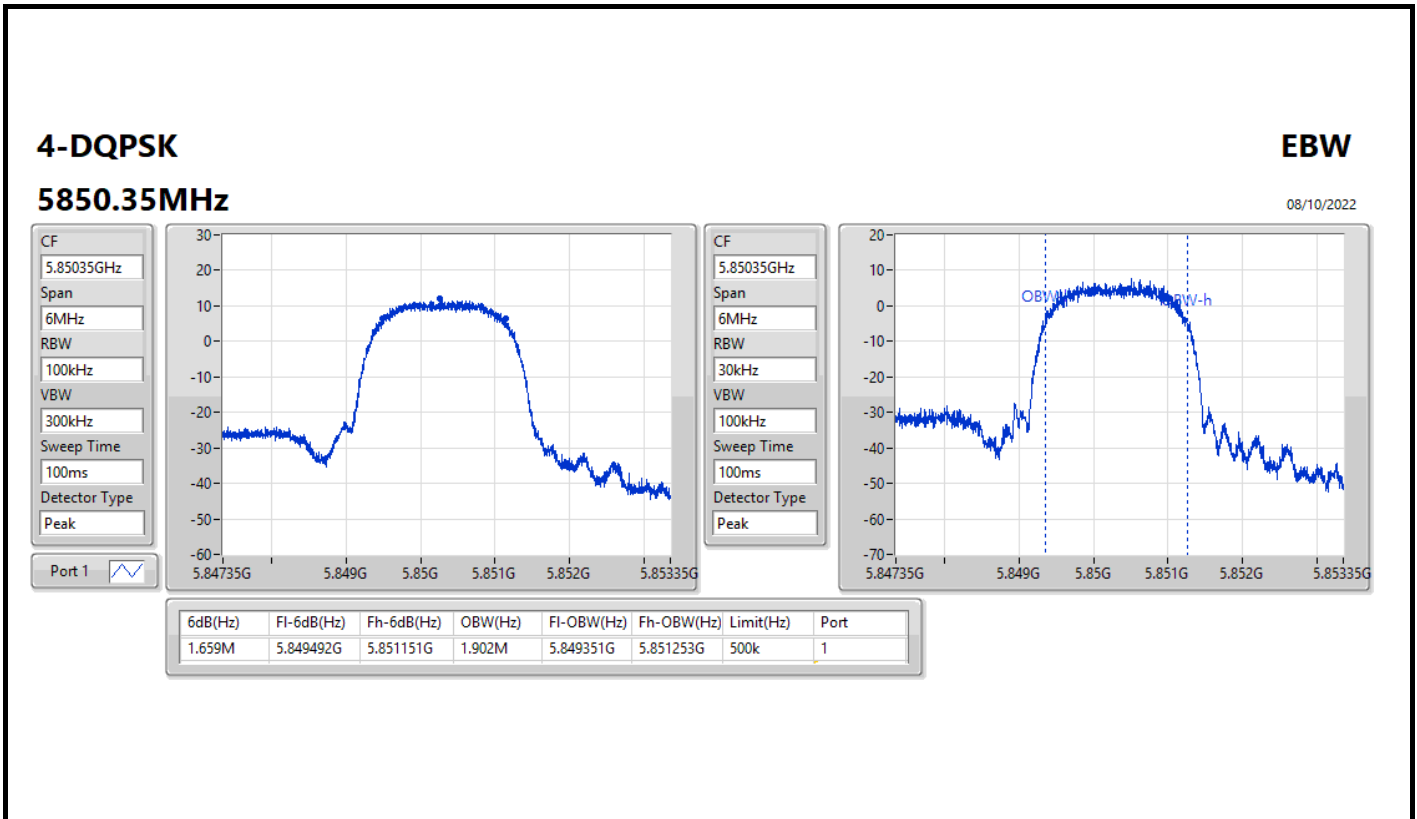 4-DQPSK
EBW
5850.35MHz
08/10/2022
CF
5.85035GHz
Span
6MHz
RBW
100kHz
VBW
300kHz
Sweep Time
100ms
Detector Type
Peak
Port 1
30
20
10
0
-10
-20
-30
-40
-50
-60
5.84735G 5.849G 5.85G 5.851G 5.852G 5.85335G
CF
5.85035GHz
Span
6MHz
RBW
30kHz
VBW
100kHz
Sweep Time
100ms
Detector Type
Peak
20
10
0
-10
-20
-30
-40
-50
-60
-70
5.84735G 5.849G 5.85G 5.851G 5.852G 5.85335G
6dB(Hz) Fl-6dB(Hz) Fh-6dB(Hz) OBW(Hz) Fl-OBW(Hz) Fh-OBW(Hz) Limit(Hz) Port
1.659M 5.849492G 5.851151G 1.902M 5.849351G 5.851253G 500k 1